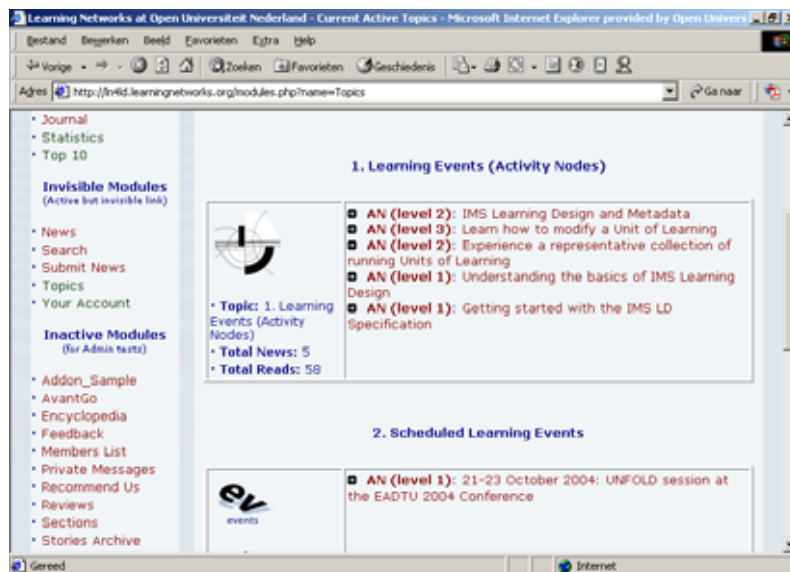 Learning Networks at Open Universiteit Nederland - Current Active Topics - Microsoft Internet Explorer provided by Open Univers
Bestand Bewerken Beeld Favorieten Extra Help
Vorige Zoeken Favorieten Geschiedenis
Adres http://ln4ld.learningnetworks.org/modules.php?name=Topics Ga naar
Journal
Statistics
Top 10
Invisible Modules
(Active but invisible link)
News
Search
Submit News
Topics
Your Account
Inactive Modules
(for Admin tests)
Addon_Sample
AvantGo
Encyclopedia
Feedback
Members List
Private Messages
Recommend Us
Reviews
Sections
Stories Archive
1. Learning Events (Activity Nodes)
Topic: 1. Learning
Events (Activity
Nodes)
Total News: 5
Total Reads: 58
AN (level 2): IMS Learning Design and Metadata
AN (level 3): Learn how to modify a Unit of Learning
AN (level 2): Experience a representative collection of
running Units of Learning
AN (level 1): Understanding the basics of IMS Learning
Design
AN (level 1): Getting started with the IMS LD
Specification
2. Scheduled Learning Events
ev
events
AN (level 1): 21-23 October 2004: UNFOLD session at
the EADTU 2004 Conference
Gereed Internet